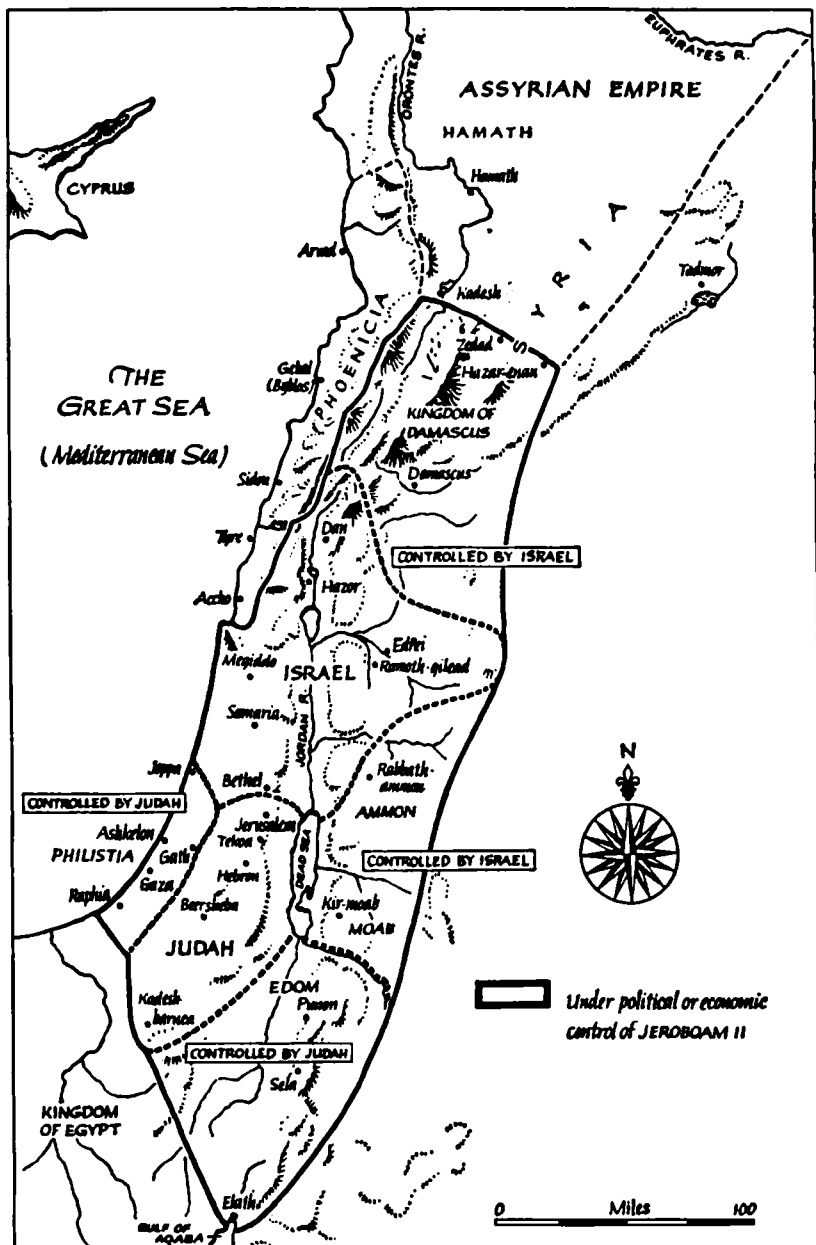 EUPHRATES R.
ORONTES R.
ASSYRIAN EMPIRE
HAMATH
Hamath
CYPRUS
SYRIA
Arvad
Tadmor
Kadesh
PHOENICIA
Zedad
Hazar-enan
Gebal
(Byblos)
THE
GREAT SEA
(Mediterranean Sea)
KINGDOM OF
DAMASCUS
Damascus
Sidon
Dan
Tyre
CONTROLLED BY ISRAEL
Hazor
Accho
Edrei
Megiddo
ISRAEL
Ramoth-gilead
Samaria
JORDAN R.
N
Joppa
Bethel
Rabbath-
ammon
CONTROLLED BY JUDAH
AMMON
Jerusalem
Ashkelon
Tekoa
PHILISTIA
Gath
DEAD SEA
CONTROLLED BY ISRAEL
Gaza
Hebron
Raphia
Beersheba
Kir-moab
MOAB
JUDAH
EDOM
Kadesh-
barnea
Punon
Under political or economic
control of JEROBOAM II
CONTROLLED BY JUDAH
Sela
KINGDOM
OF EGYPT
Elath
GULF OF
AQABA
0 Miles 100